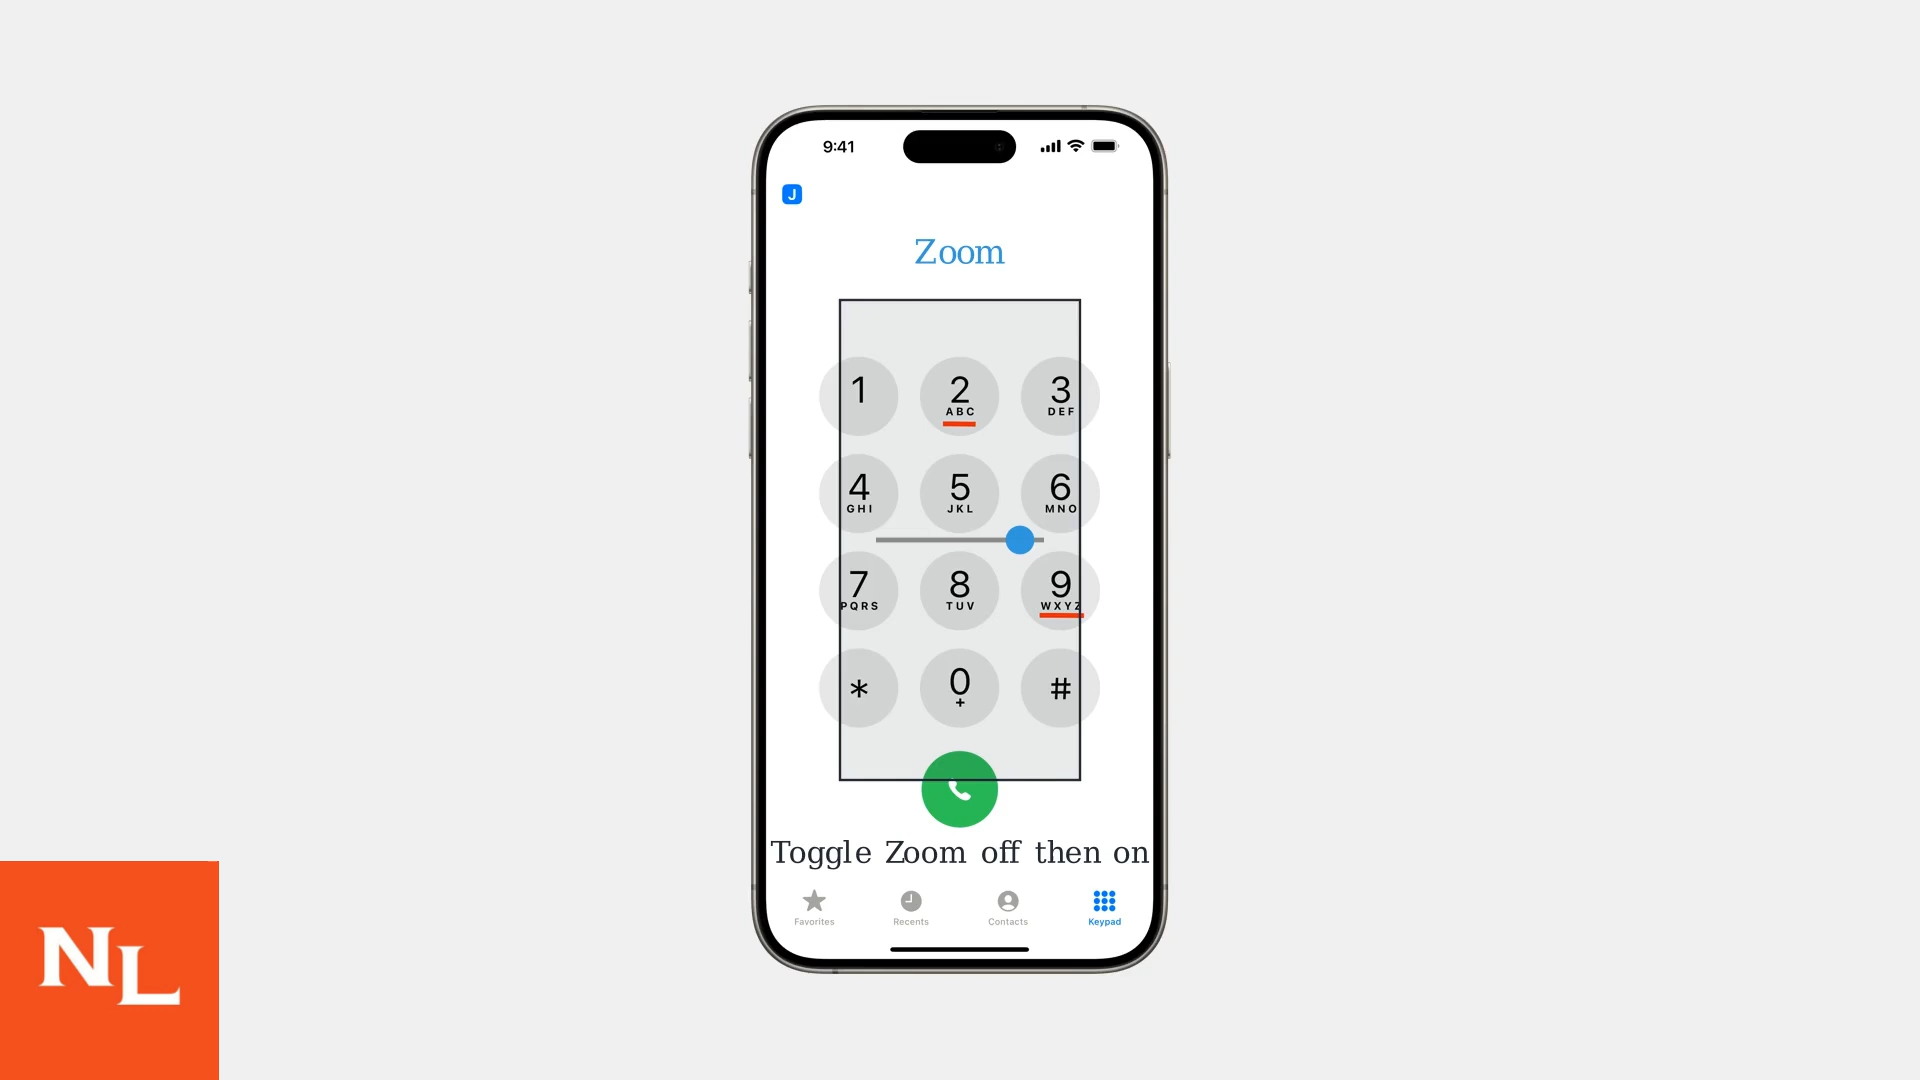 9:41
J
Zoom
1 2 3
ABC DEF
4 5 6
GHI JKL MNO
7 8 9
PQRS TUV WXYZ
* 0 #
+
Toggle Zoom off then on
Favorites Recents Contacts Keypad
NL